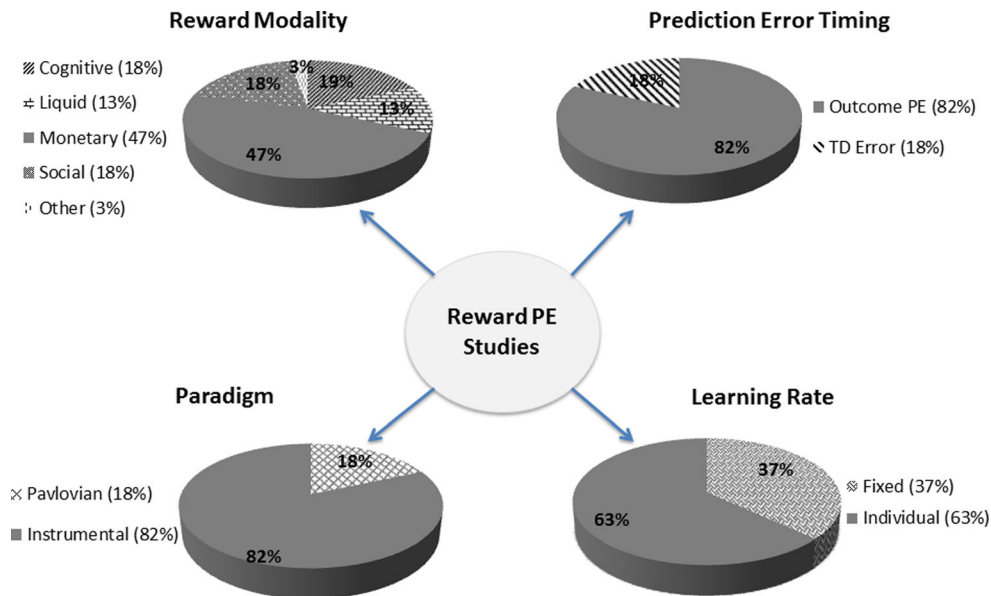 Reward Modality
Cognitive (18%)
Liquid (13%)
Monetary (47%)
Social (18%)
Other (3%)
3%
19%
18%
13%
47%
Prediction Error Timing
18%
82%
Outcome PE (82%)
TD Error (18%)
Reward PE
Studies
Paradigm
Pavlovian (18%)
Instrumental (82%)
18%
82%
Learning Rate
37%
63%
Fixed (37%)
Individual (63%)